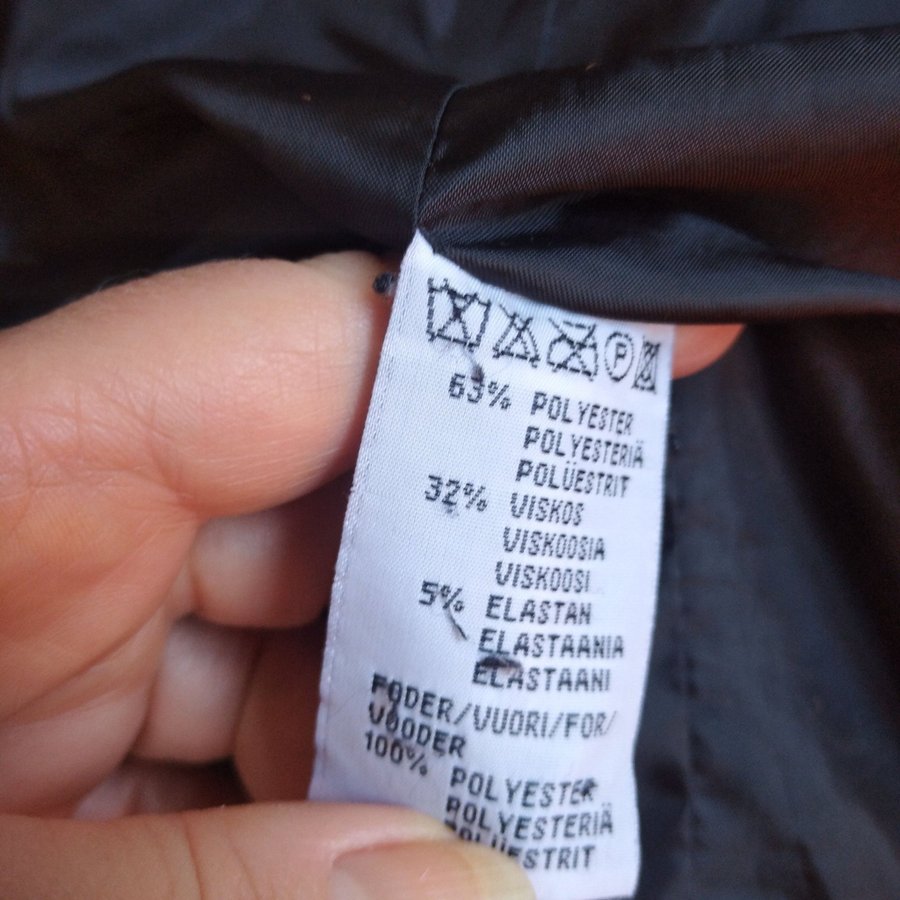 P
63% POLYESTER
POLYESTERIÄ
POLÜESTRIT
32% VISKOS
VISKOOSIA
VISKOOSI
5% ELASTAN
ELASTAANIA
ELASTAANI
FODER/VUORI/FOR/
VOODER
100% POLYESTER
POLYESTERIÄ
POLÜESTRIT